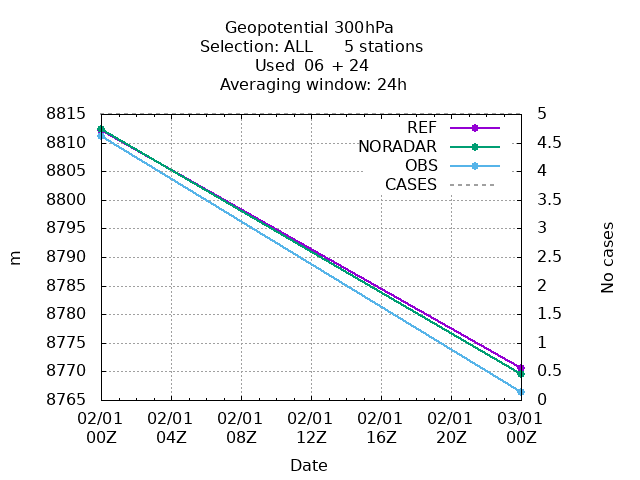 Geopotential 300hPa
Selection: ALL      5 stations
Used  06 + 24
Averaging window: 24h
8815
8810
8805
8800
8795
8790
8785
8780
8775
8770
8765
m
5
4.5
4
3.5
3
2.5
2
1.5
1
0.5
0
No cases
REF
NORADAR
OBS
CASES
02/01 02/01 02/01 02/01 02/01 02/01 03/01
00Z 04Z 08Z 12Z 16Z 20Z 00Z
Date